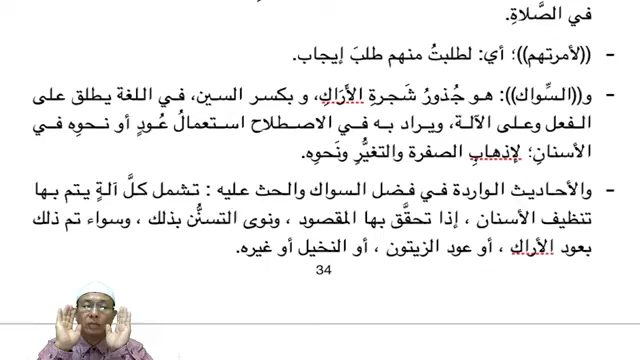 في الصَّلاةِ.
- ((لأمرتهم))؛ أي: لطلبتُ منهم طلبَ إيجاب.
- و((السِّواك)): هو جُذورُ شَجرةِ الأَرَاكِ، و بكسر السين، في اللغة يطلق على
الفعل وعلى الآلة، ويراد به في الاصطلاح استعمالُ عُودٍ أو نحوِه في
الأسنانِ؛ لإذهابِ الصفرة والتغيُّرِ ونَحوِه.
- والأحاديث الواردة في فضل السواك والحث عليه : تشمل كلَّ آلةٍ يتم بها
تنظيف الأسنان ، إذا تحقَّق بها المقصود ، ونوى التسنُّن بذلك ، وسواء تم ذلك
بعود الأراك ، أو عود الزيتون ، أو النخيل أو غيره.
34